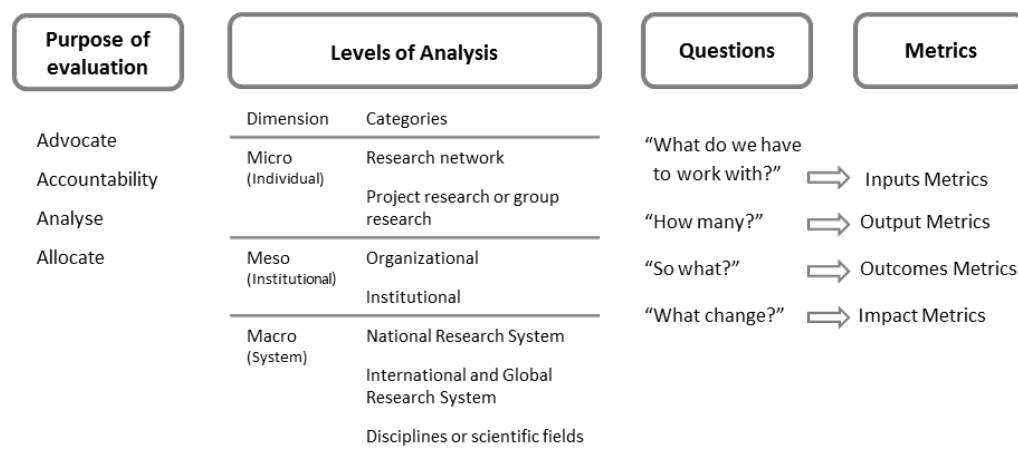 Purpose of
evaluation
Levels of Analysis
Questions
Metrics
Advocate
Accountability
Analyse
Allocate
Dimension
Categories
Micro
(Individual)
Research network
Project research or group
research
Meso
(Institutional)
Organizational
Institutional
Macro
(System)
National Research System
International and Global
Research System
Disciplines or scientific fields
“What do we have
to work with?”
Inputs Metrics
“How many?”
Output Metrics
“So what?”
Outcomes Metrics
“What change?”
Impact Metrics